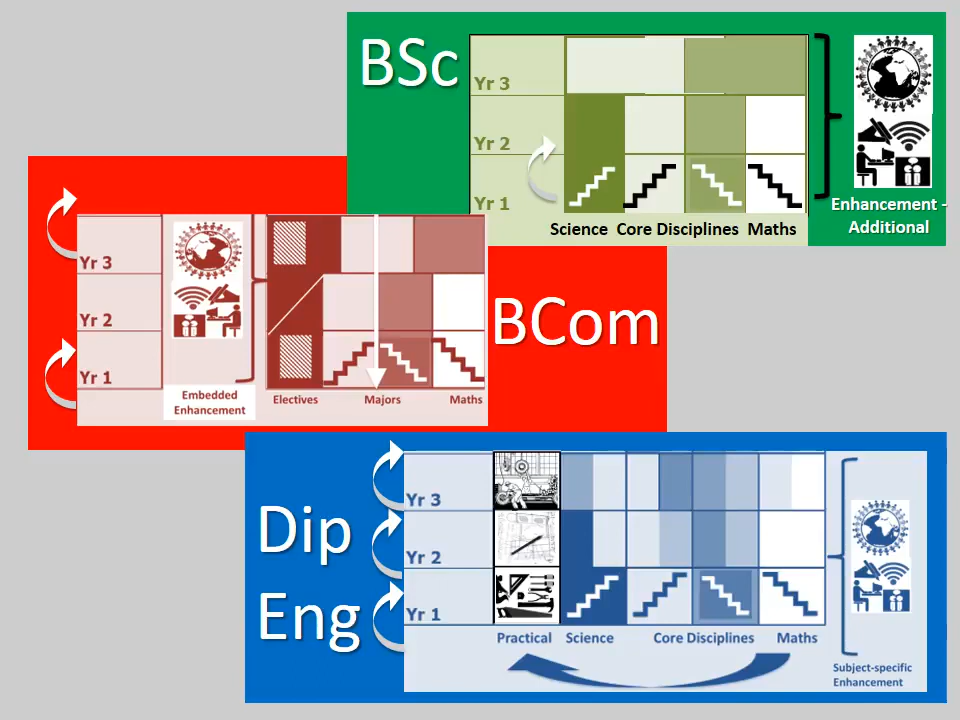 BSc
Yr 3
Yr 2
Yr 1
Science Core Disciplines Maths
Enhancement -
Additional
Yr 3
Yr 2
Yr 1
Embedded
Enhancement
Electives Majors Maths
BCom
Dip
Eng
Yr 3
Yr 2
Yr 1
Practical Science Core Disciplines Maths
Subject-specific
Enhancement